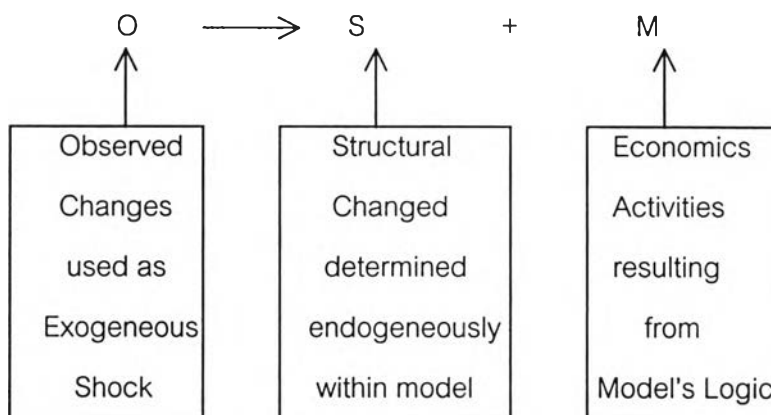 O S + M
Observed
Changes
used as
Exogeneous
Shock
Structural
Changed
determined
endogeneously
within model
Economics
Activities
resulting
from
Model's Logic